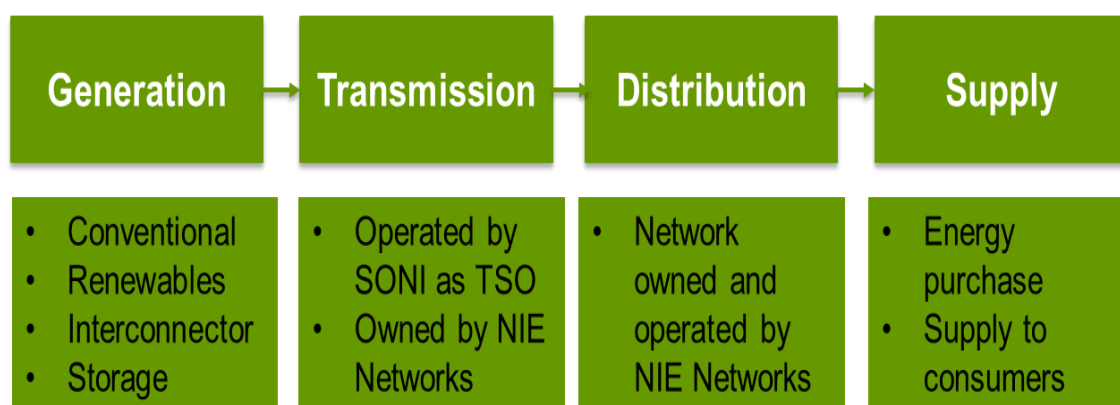 Generation
Transmission
Distribution
Supply
• Conventional
• Renewables
• Interconnector
• Storage
• Operated by
SONI as TSO
• Owned by NIE
Networks
• Network
owned and
operated by
NIE Networks
• Energy
purchase
• Supply to
consumers